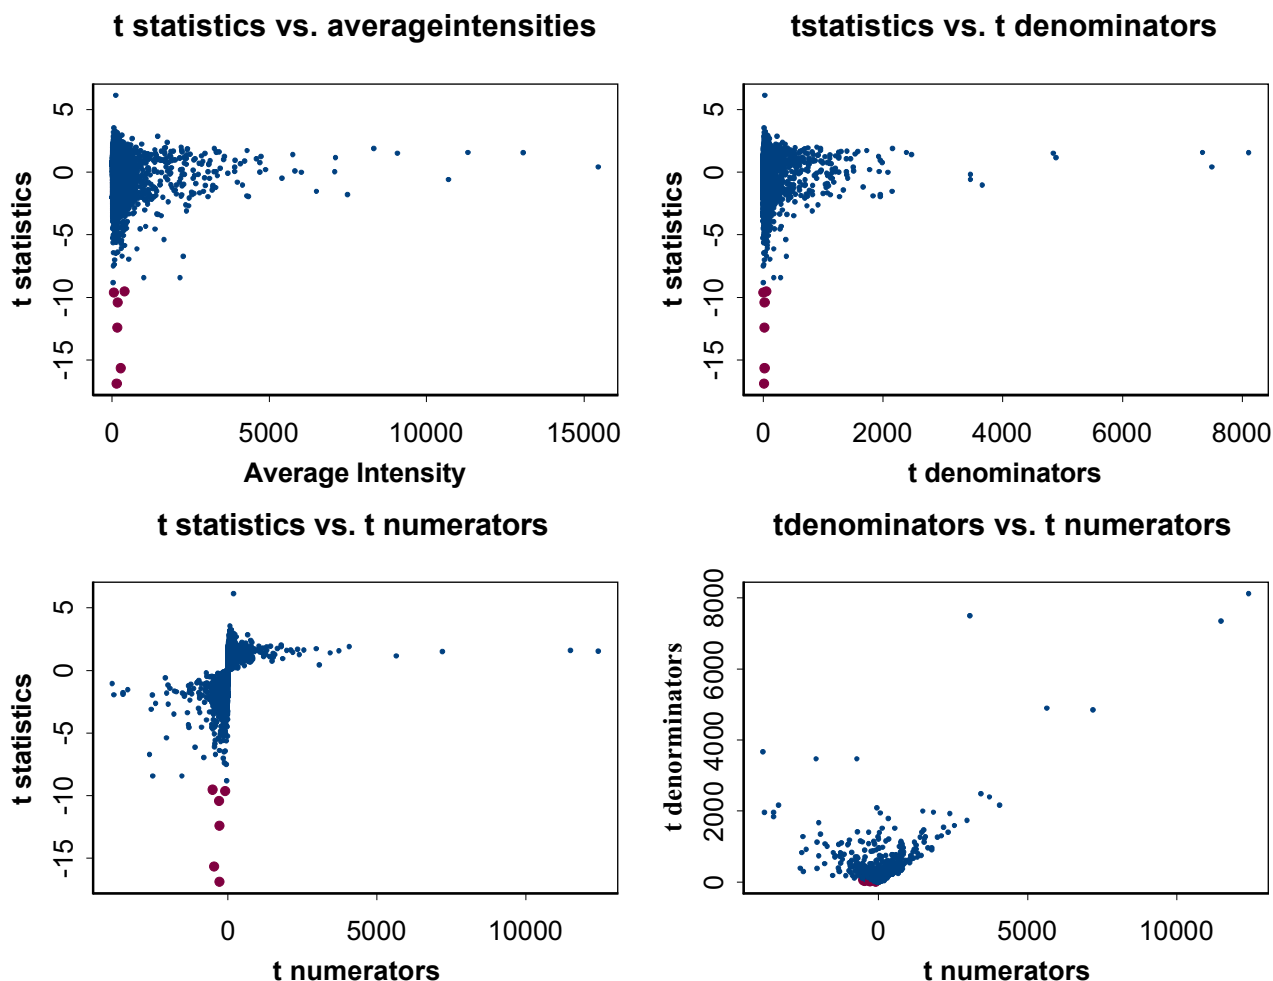 t statistics vs. averageintensities
tstatistics vs. t denominators
t statistics
5
0
-5
-10
-15
0 5000 10000 15000
Average Intensity
t statistics
5
0
-5
-10
-15
0 2000 4000 6000 8000
t denominators
t statistics vs. t numerators
tdenominators vs. t numerators
t statistics
5
0
-5
-10
-15
0 5000 10000
t numerators
t denorminators
8000
6000
4000
2000
0
0 5000 10000
t numerators